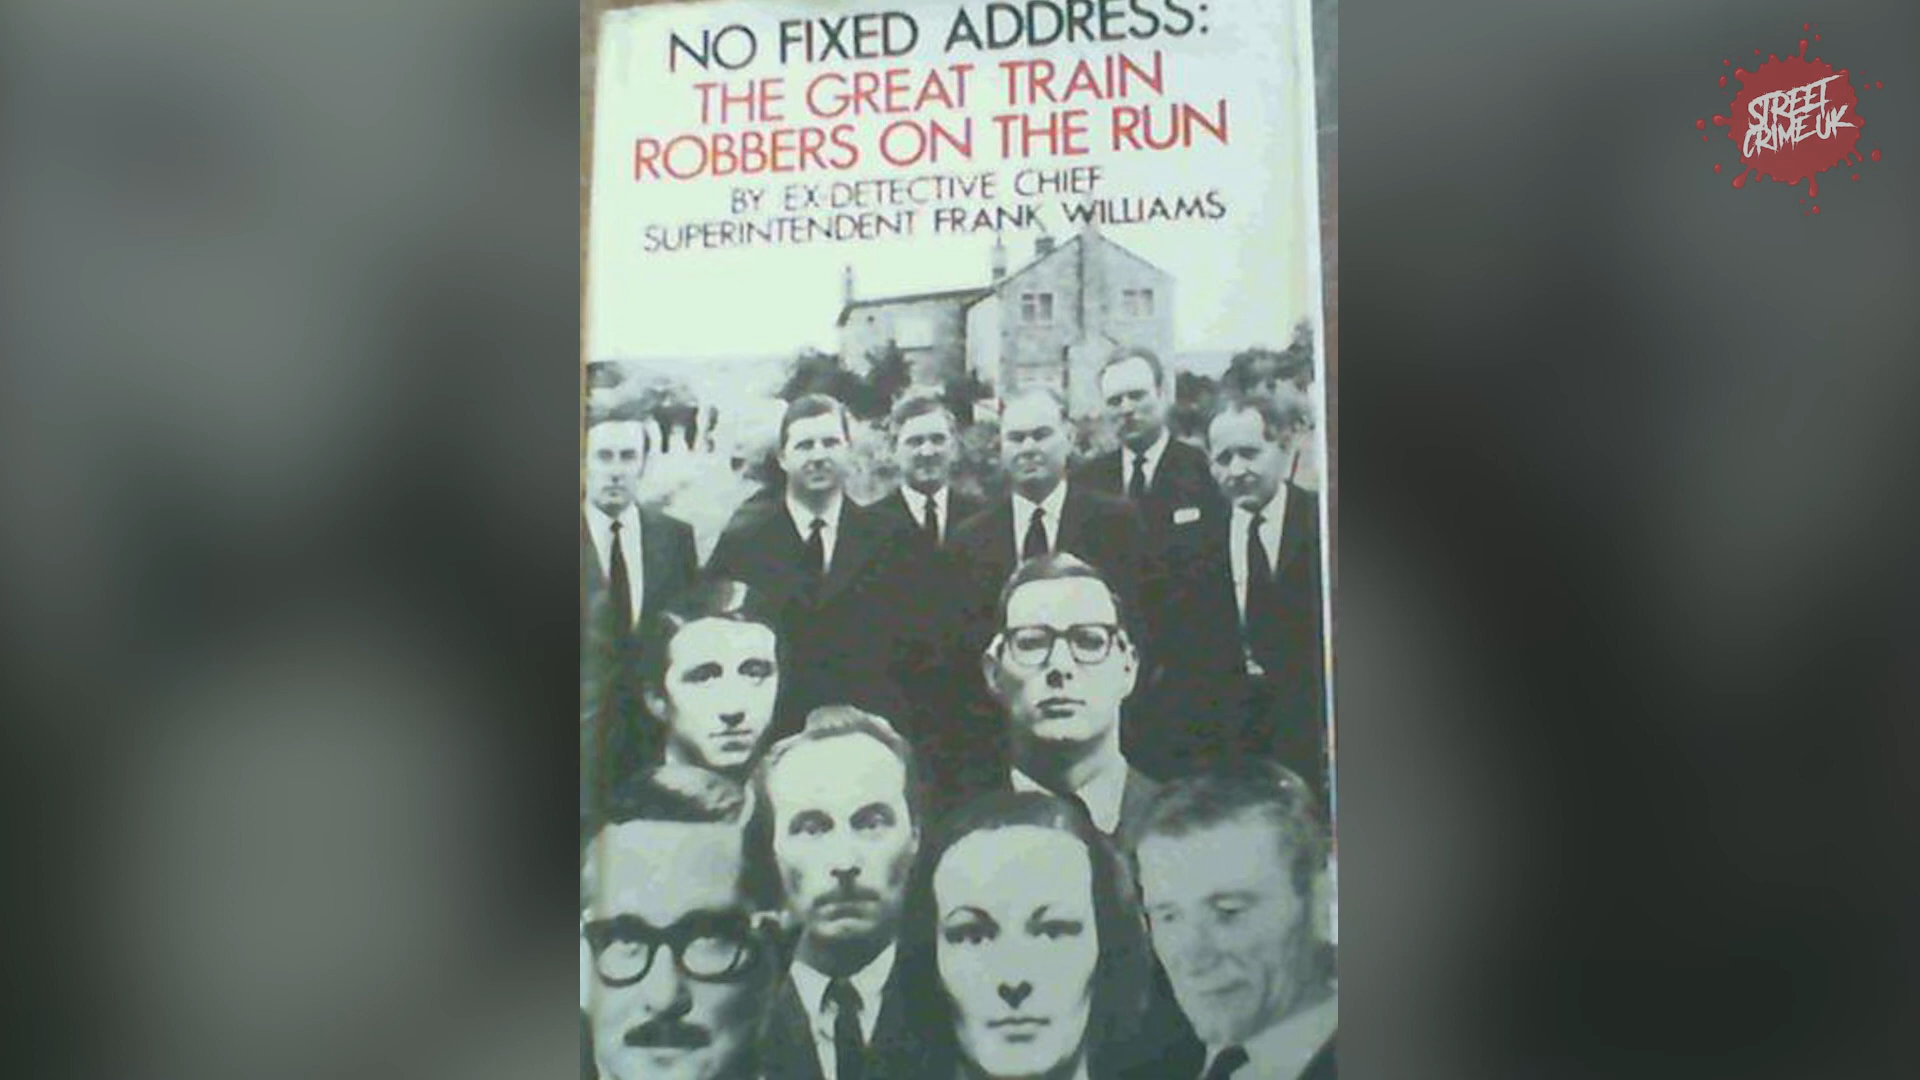 NO FIXED ADDRESS:
THE GREAT TRAIN
ROBBERS ON THE RUN
BY EX-DETECTIVE CHIEF
SUPERINTENDENT FRANK WILLIAMS
STREET
CRIME UK